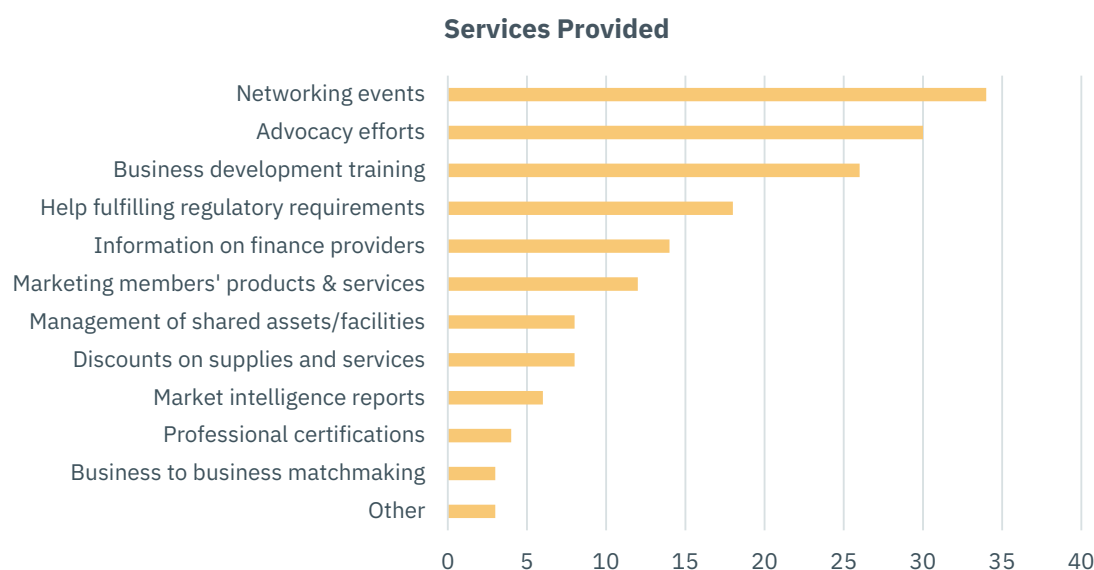 Services Provided
Networking events
Advocacy efforts
Business development training
Help fulfilling regulatory requirements
Information on finance providers
Marketing members' products & services
Management of shared assets/facilities
Discounts on supplies and services
Market intelligence reports
Professional certifications
Business to business matchmaking
Other
0 5 10 15 20 25 30 35 40